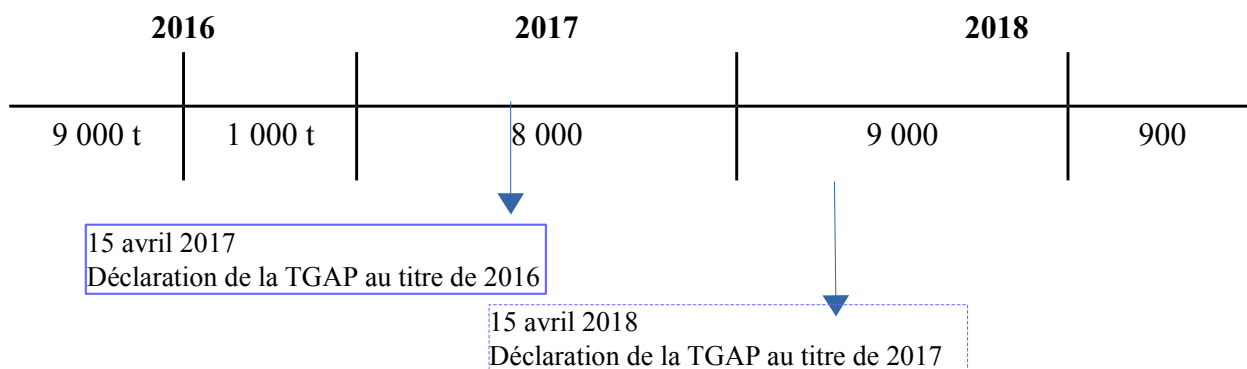 2016 2017 2018
9 000 t 1 000 t 8 000 9 000 900
15 avril 2017
Déclaration de la TGAP au titre de 2016
15 avril 2018
Déclaration de la TGAP au titre de 2017